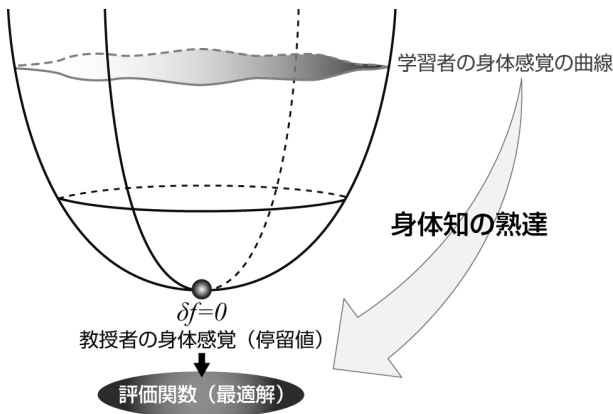 学習者の身体感覚の曲線
身体知の熟達
δf=0
教授者の身体感覚（停留値）
評価関数（最適解）